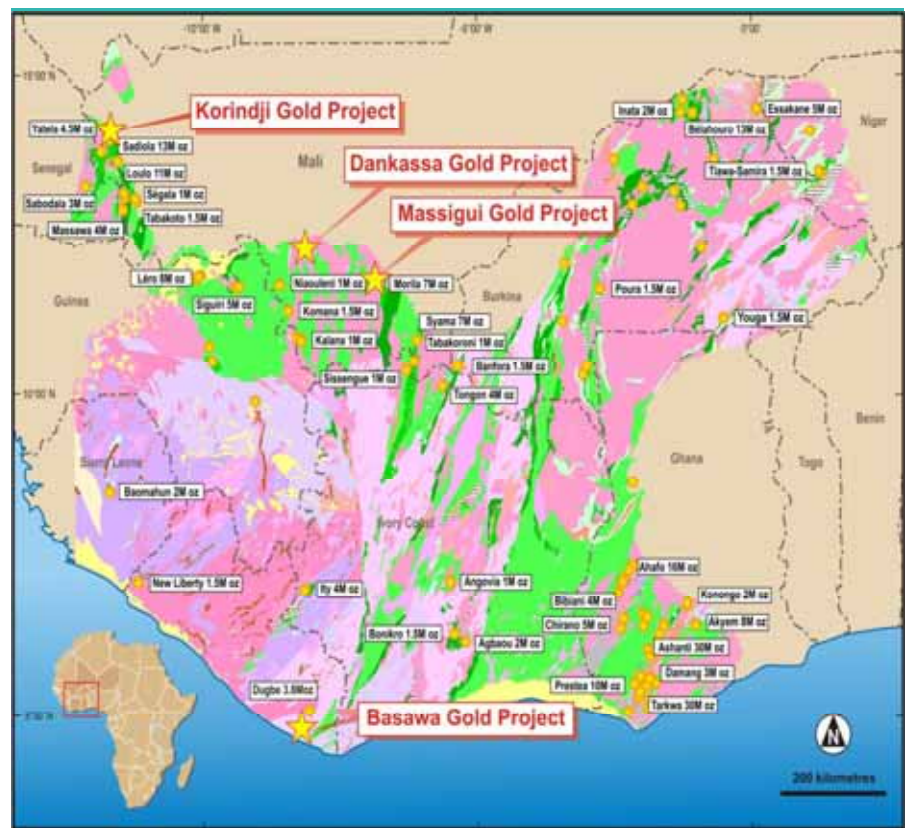 -10°00' W
-5°00' W
0°00'
15°00' N
Korindji Gold Project
Inata 2M oz
Essakane 5M oz
Yatela 4.5M oz
Belahouro 13M oz
Niger
Sadiola 13M oz
Mali
Dankassa Gold Project
Senegal
Loulo 11M oz
Tiawa-Samira 1.5M oz
Ségala 1M oz
Sabodala 3M oz
Massigui Gold Project
Tabakoto 1.5M oz
Massawa 4M oz
Léro 6M oz
Niaouleni 1M oz
Morila 7M oz
Guinea
Siguiri 5M oz
Burkina
Poura 1.5M oz
Komana 1.5M oz
Syama 7M oz
Youga 1.5M oz
Kalana 1M oz
Tabakoroni 1M oz
Banfora 1.5M oz
Sissengue 1M oz
10°00 N
Tongon 4M oz
Benin
Ghana
Togo
Sierra Leone
Baomahun 2M oz
Ivory Coast
Ahafo 16M oz
New Liberty 1.5M oz
Ity 4M oz
Angovia 1M oz
Bibiani 4M oz
Konongo 2M oz
Chirano 5M oz
Akyem 8M oz
Bonikro 1.5M oz
Agbaou 2M oz
Ashanti 30M oz
Damang 3M oz
Dugbe 3.8Moz
Prestea 10M oz
Tarkwa 30M oz
5°00 N
Basawa Gold Project
N
200 kilometres